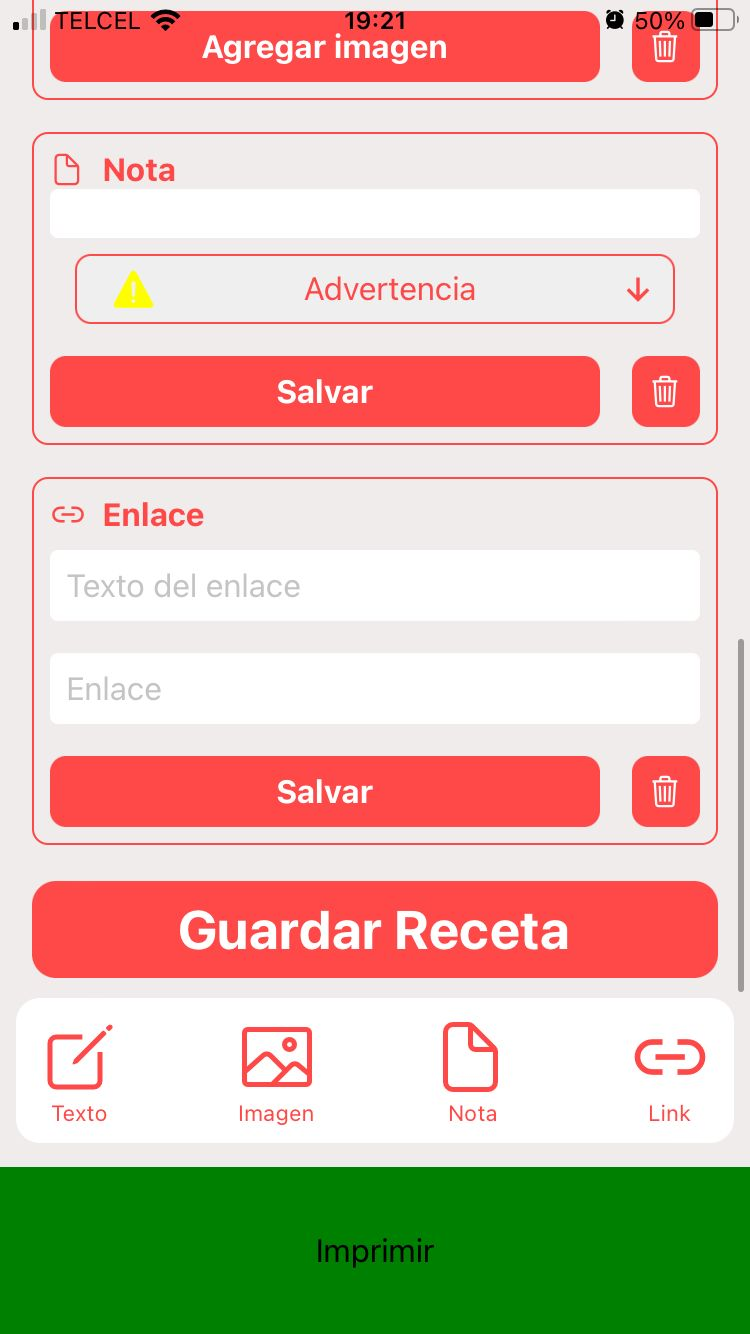 TELCEL 19:21 50%
Agregar imagen
Nota
Advertencia
Salvar
Enlace
Texto del enlace
Enlace
Salvar
Guardar Receta
Texto Imagen Nota Link
Imprimir